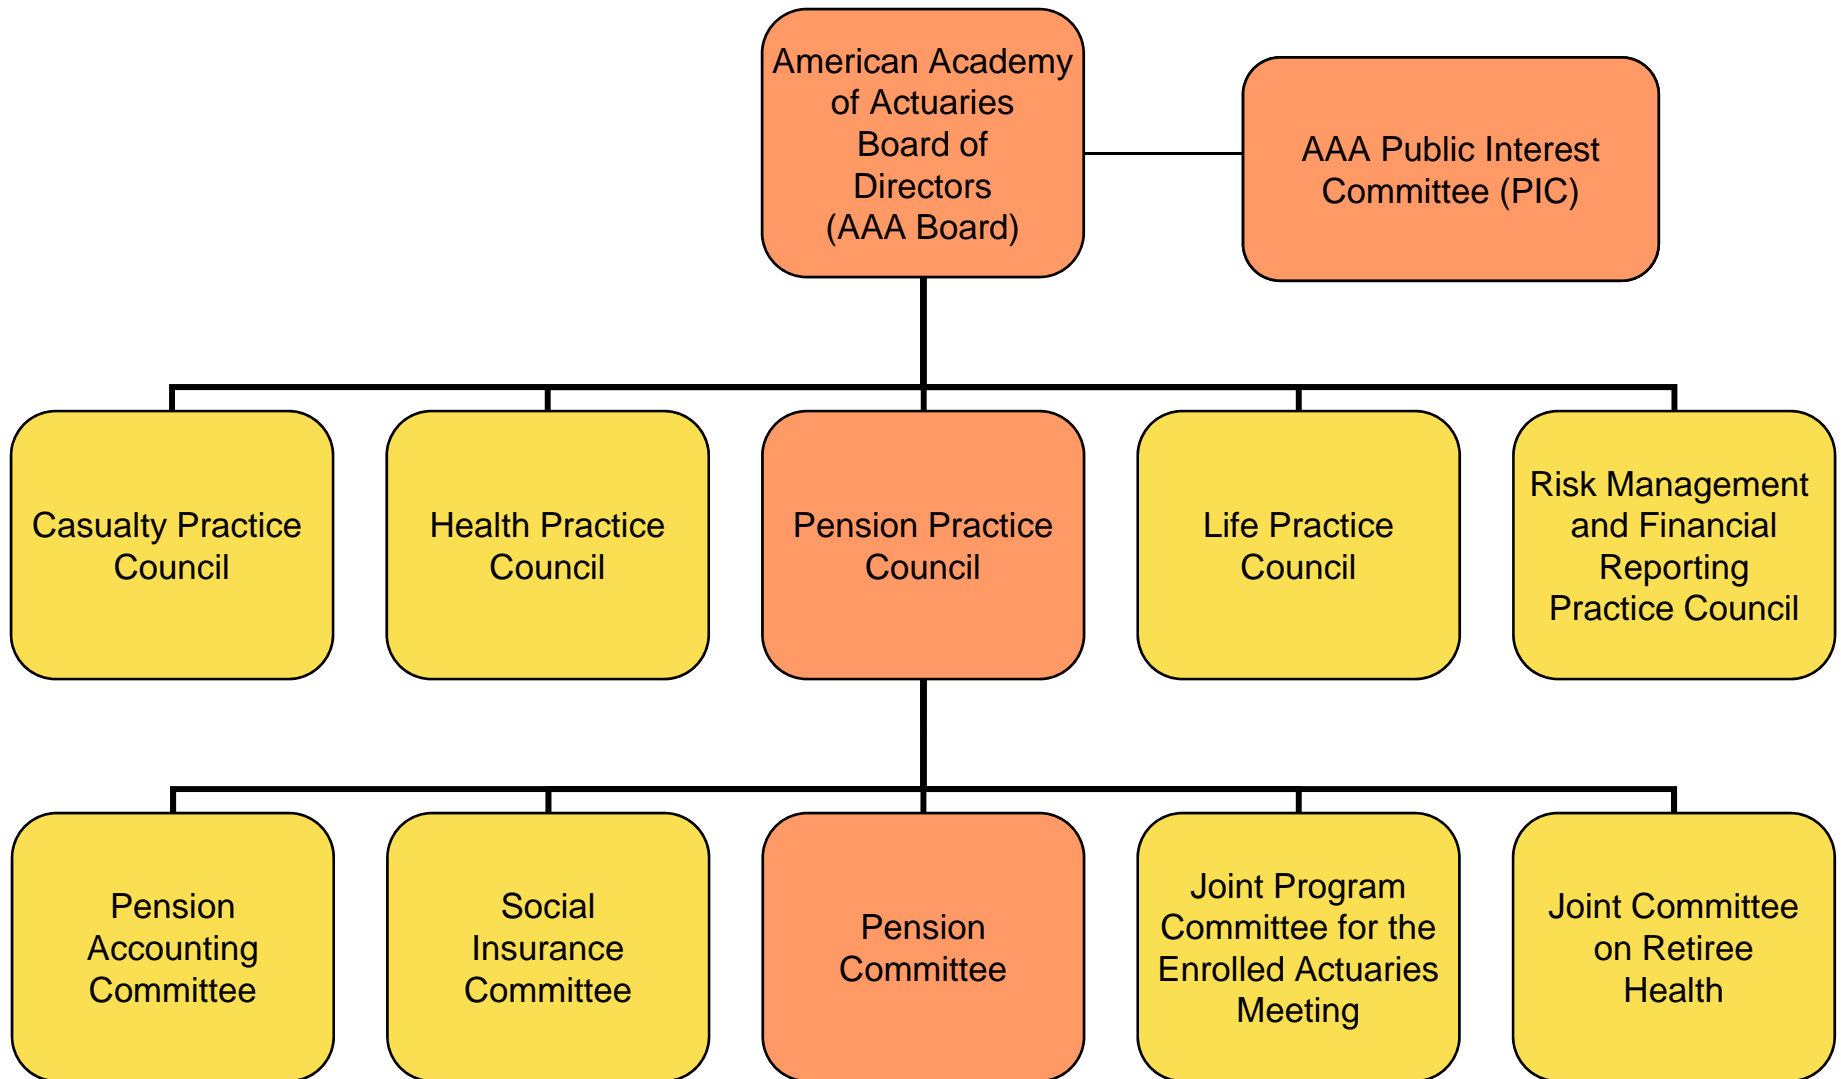 American Academy
of Actuaries
Board of
Directors
(AAA Board)
AAA Public Interest
Committee (PIC)
Casualty Practice
Council
Health Practice
Council
Pension Practice
Council
Life Practice
Council
Risk Management
and Financial
Reporting
Practice Council
Pension
Accounting
Committee
Social
Insurance
Committee
Pension
Committee
Joint Program
Committee for the
Enrolled Actuaries
Meeting
Joint Committee
on Retiree
Health